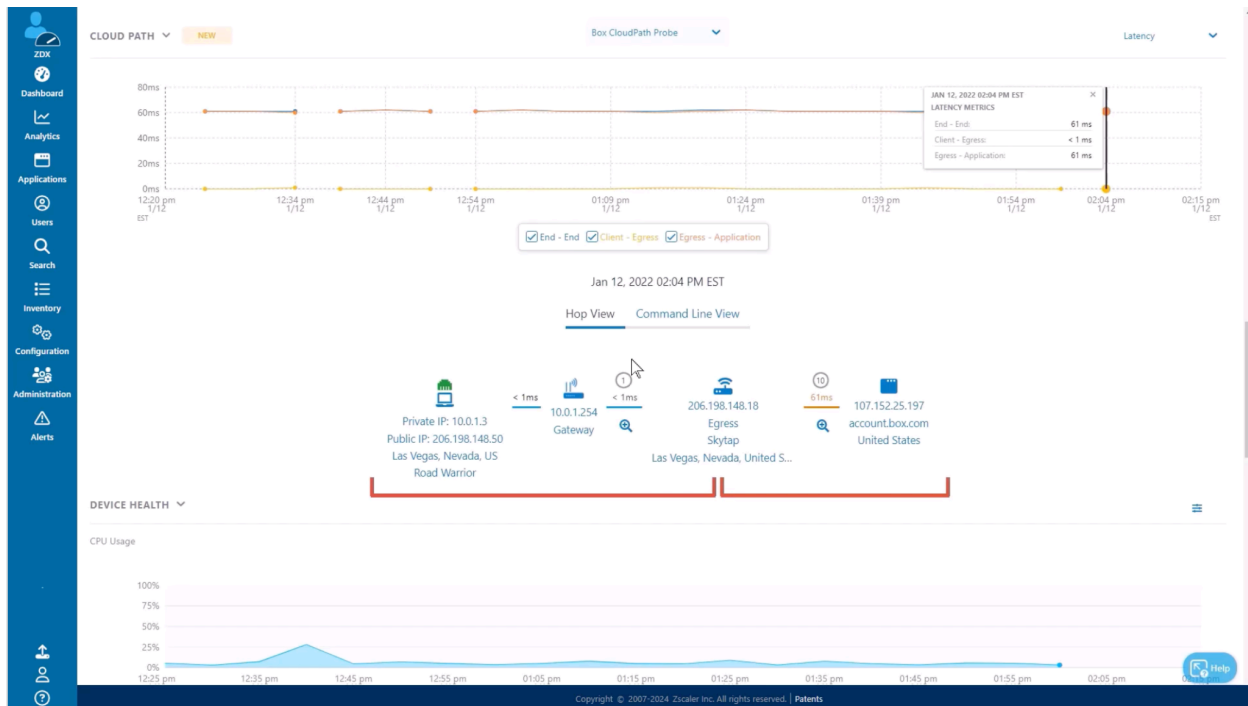 ZDX
Dashboard
Analytics
Applications
Users
Search
Inventory
Configuration
Administration
Alerts
CLOUD PATH
NEW
Box CloudPath Probe
Latency
80ms
60ms
40ms
20ms
0ms
12:20 pm
1/12
EST
12:34 pm
1/12
12:44 pm
1/12
12:54 pm
1/12
01:09 pm
1/12
01:24 pm
1/12
01:39 pm
1/12
01:54 pm
1/12
02:04 pm
1/12
02:15 pm
1/12
EST
JAN 12, 2022 02:04 PM EST ×
LATENCY METRICS
End - End: 61 ms
Client - Egress: < 1 ms
Egress - Application: 61 ms
End - End Client - Egress Egress - Application
Jan 12, 2022 02:04 PM EST
Hop View Command Line View
Private IP: 10.0.1.3
Public IP: 206.198.148.50
Las Vegas, Nevada, US
Road Warrior
< 1ms
10.0.1.254
Gateway
1
< 1ms
206.198.148.18
Egress
Skytap
Las Vegas, Nevada, United S...
10
61ms
107.152.25.197
account.box.com
United States
DEVICE HEALTH
CPU Usage
100%
75%
50%
25%
0%
12:25 pm
12:35 pm
12:45 pm
12:55 pm
01:05 pm
01:15 pm
01:25 pm
01:35 pm
01:45 pm
01:55 pm
02:05 pm
Help
Copyright © 2007-2024 Zscaler Inc. All rights reserved. | Patents